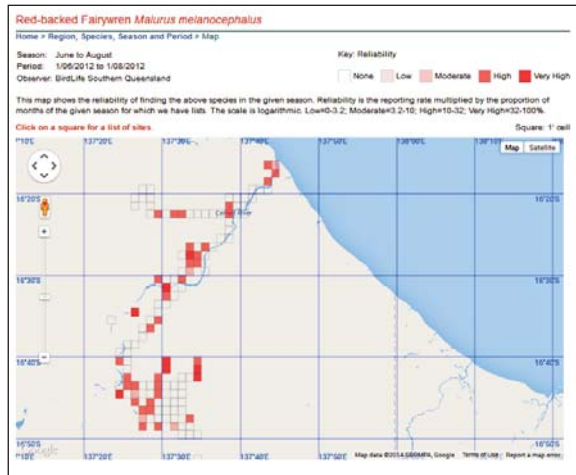 Red-backed Fairywren Malurus melanocephalus
Home > Region, Species, Season and Period > Map
Season: June to August
Period: 1/06/2012 to 1/08/2012
Observer: BirdLife Southern Queensland
Key: Reliability
None Low Moderate High Very High
This map shows the reliability of finding the above species in the given season. Reliability is the reporting rate multiplied by the proportion of
months of the given season for which we have lists. The scale is logarithmic. Low=0-3.2; Moderate=3.2-10; High=10-32; Very High=32-100%.
Click on a square for a list of sites.
Square: 1' cell
137°20'E 137°30'E 137°40'E 137°50'E 138°00'E 138°10'E
Map Satellite
16°20'S 16°20'S
River
16°30'S 16°30'S
16°40'S 16°40'S
16°50'S 16°50'S
Google
137°20'E 137°30'E 137°40'E 137°50'E
Map data ©2014 GBRMPA, Google Terms of Use Report a map error